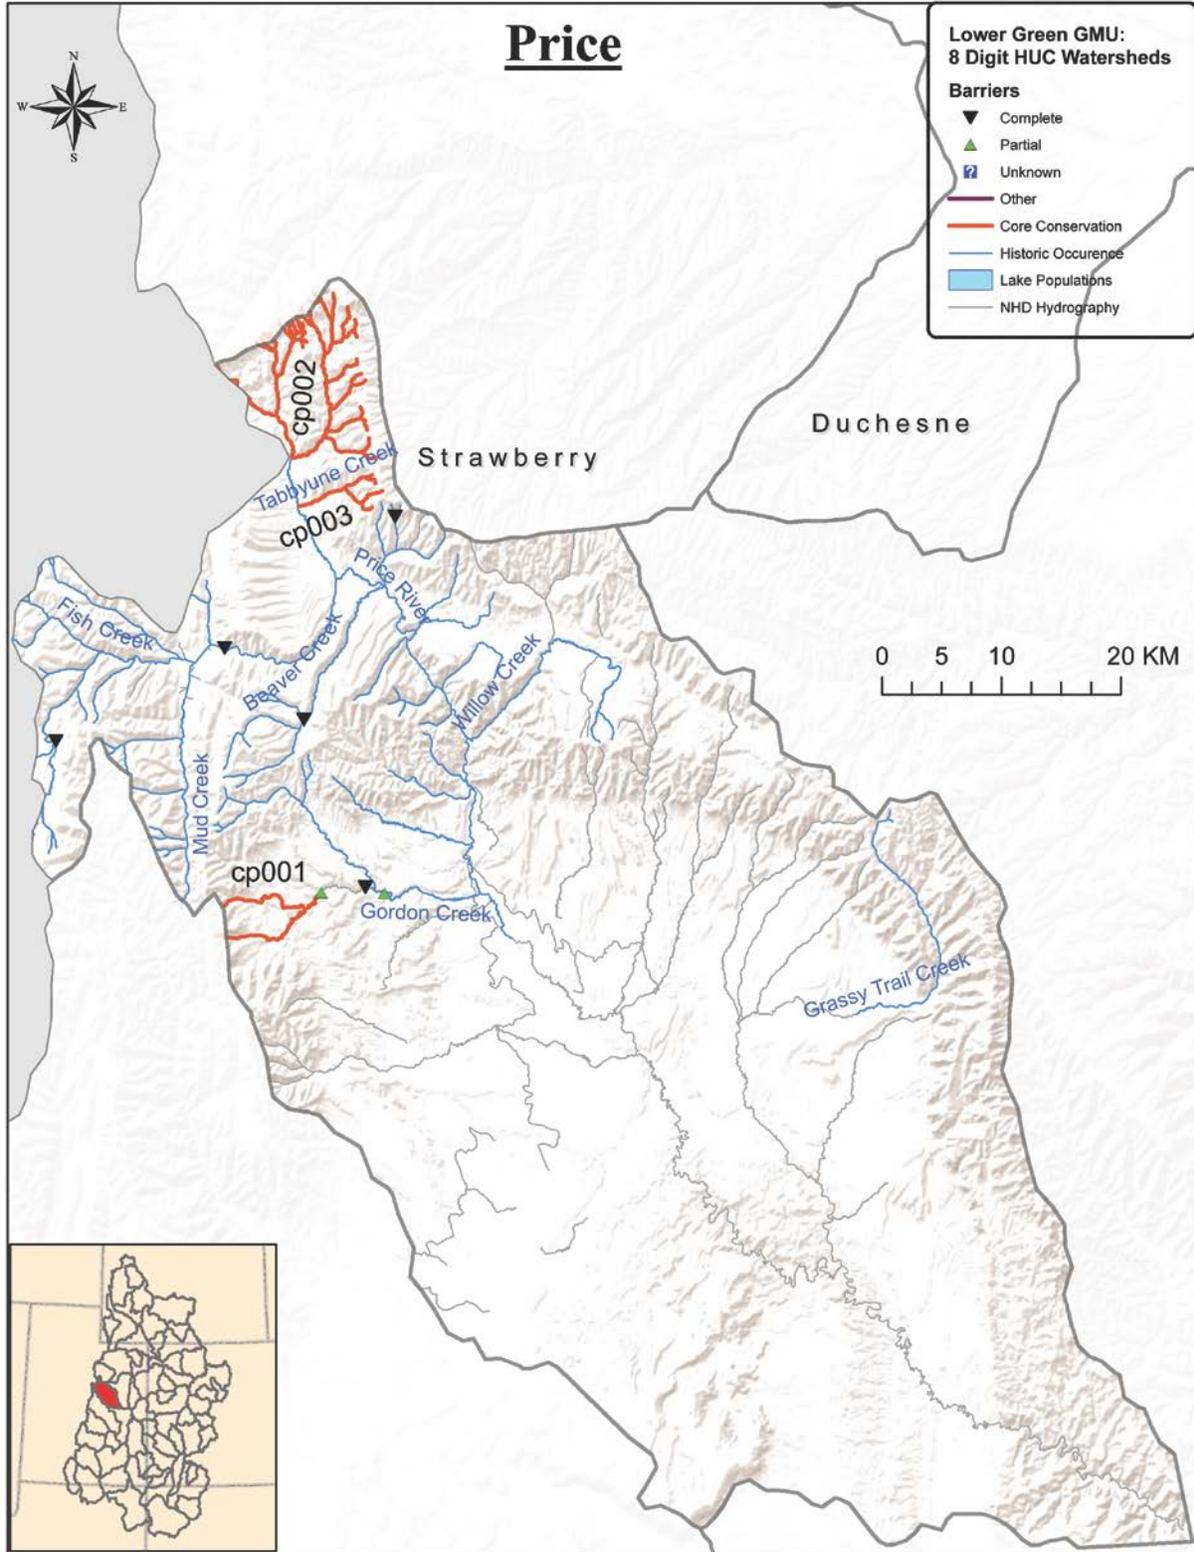 Price
Lower Green GMU:
8 Digit HUC Watersheds
Barriers
Complete
Partial
? Unknown
Other
Core Conservation
Historic Occurence
Lake Populations
NHD Hydrography
N
W E
S
cp002
Duchesne
Strawberry
Tabbyune Creek
cp003
Price River
Fish Creek
Beaver Creek
Willow Creek
0 5 10 20 KM
Mud Creek
cp001
Gordon Creek
Grassy Trail Creek